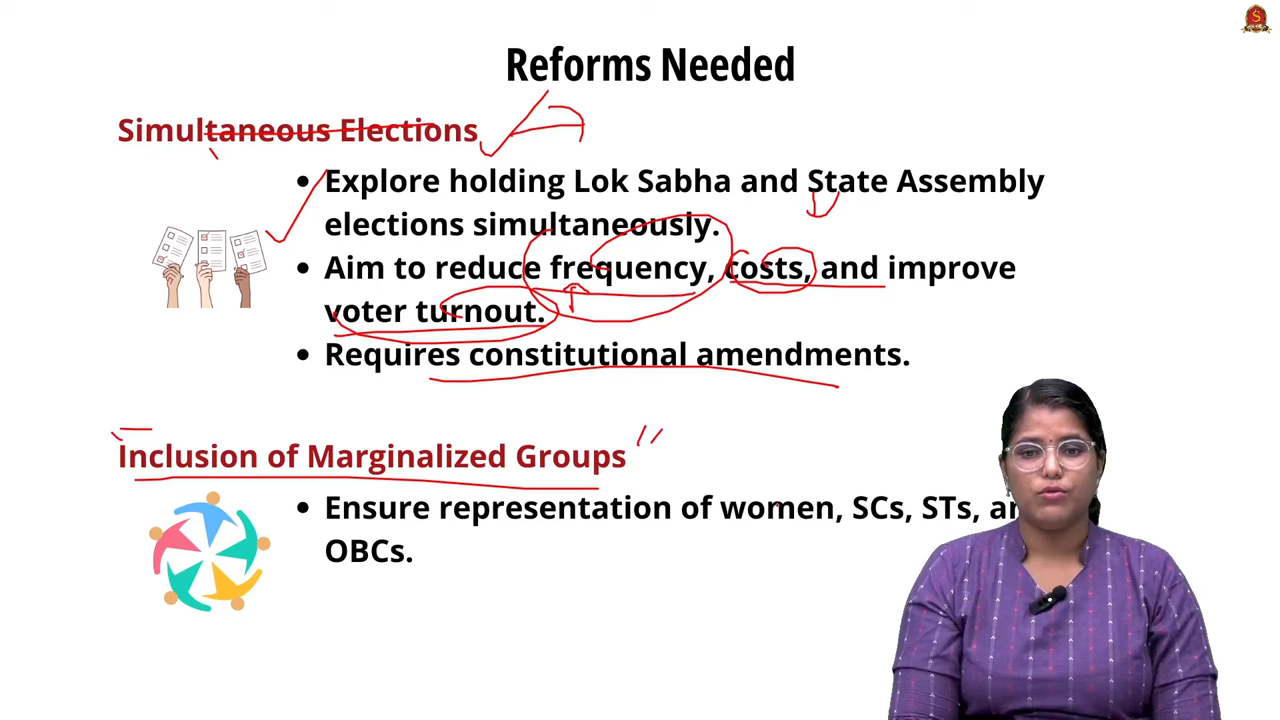 Reforms Needed
Simultaneous Elections
• Explore holding Lok Sabha and State Assembly
elections simultaneously.
• Aim to reduce frequency, costs, and improve
voter turnout.
• Requires constitutional amendments.
Inclusion of Marginalized Groups
• Ensure representation of women, SCs, STs,
OBCs.